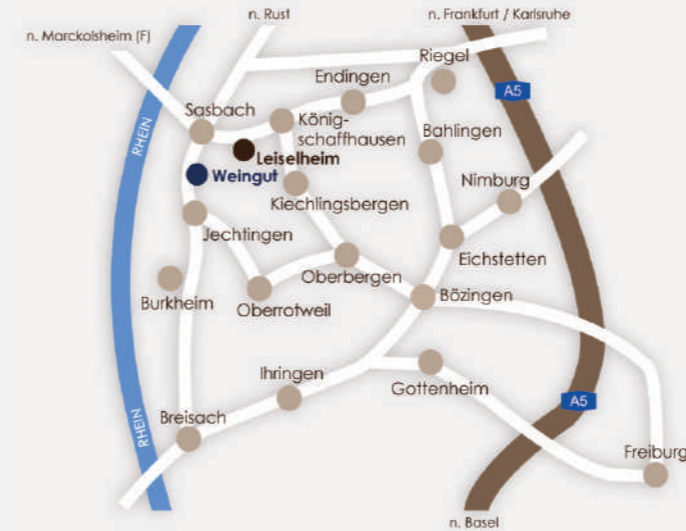 n. Rust
n. Frankfurt / Karlsruhe
n. Marckolsheim (F)
Riegel
Endingen
A5
Sasbach
König-
schaffhausen
Bahlingen
RHEIN
Leiselheim
Weingut
Nimburg
Kiechlingsbergen
Jechtingen
Eichstetten
Oberbergen
Burkheim
Oberrotweil
Bözingen
Ihringen
Gottenheim
A5
Breisach
RHEIN
Freiburg
n. Basel